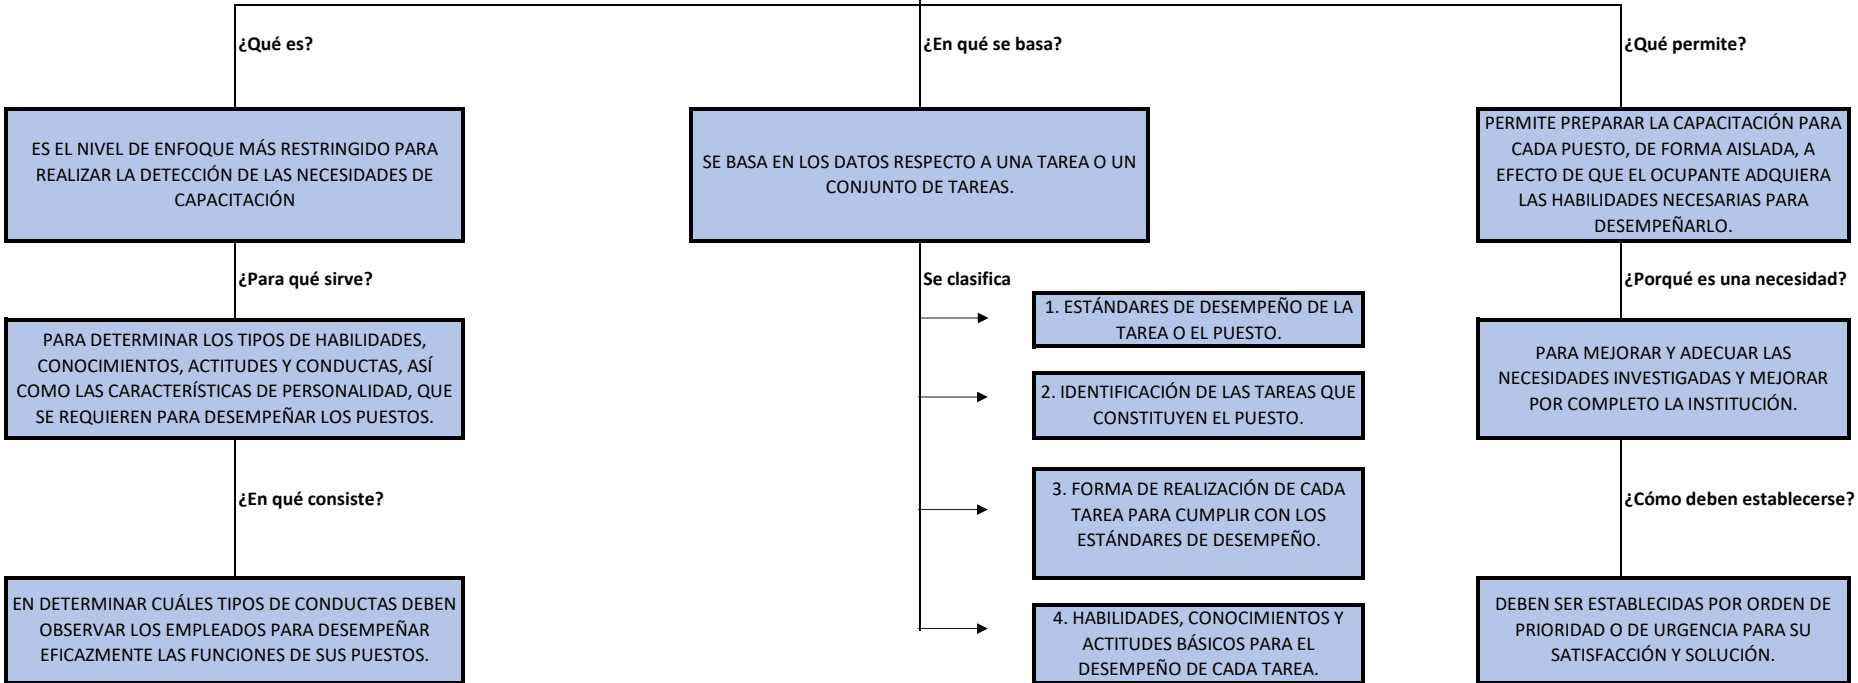 ¿Qué es?
ES EL NIVEL DE ENFOQUE MÁS RESTRINGIDO PARA
REALIZAR LA DETECCIÓN DE LAS NECESIDADES DE
CAPACITACIÓN
¿Para qué sirve?
PARA DETERMINAR LOS TIPOS DE HABILIDADES,
CONOCIMIENTOS, ACTITUDES Y CONDUCTAS, ASÍ
COMO LAS CARACTERÍSTICAS DE PERSONALIDAD, QUE
SE REQUIEREN PARA DESEMPEÑAR LOS PUESTOS.
¿En qué consiste?
EN DETERMINAR CUÁLES TIPOS DE CONDUCTAS DEBEN
OBSERVAR LOS EMPLEADOS PARA DESEMPEÑAR
EFICAZMENTE LAS FUNCIONES DE SUS PUESTOS.
¿En qué se basa?
SE BASA EN LOS DATOS RESPECTO A UNA TAREA O UN
CONJUNTO DE TAREAS.
Se clasifica
1. ESTÁNDARES DE DESEMPEÑO DE LA
TAREA O EL PUESTO.
2. IDENTIFICACIÓN DE LAS TAREAS QUE
CONSTITUYEN EL PUESTO.
3. FORMA DE REALIZACIÓN DE CADA
TAREA PARA CUMPLIR CON LOS
ESTÁNDARES DE DESEMPEÑO.
4. HABILIDADES, CONOCIMIENTOS Y
ACTITUDES BÁSICOS PARA EL
DESEMPEÑO DE CADA TAREA.
¿Qué permite?
PERMITE PREPARAR LA CAPACITACIÓN PARA
CADA PUESTO, DE FORMA AISLADA, A
EFECTO DE QUE EL OCUPANTE ADQUIERA
LAS HABILIDADES NECESARIAS PARA
DESEMPEÑARLO.
¿Porqué es una necesidad?
PARA MEJORAR Y ADECUAR LAS
NECESIDADES INVESTIGADAS Y MEJORAR
POR COMPLETO LA INSTITUCIÓN.
¿Cómo deben establecerse?
DEBEN SER ESTABLECIDAS POR ORDEN DE
PRIORIDAD O DE URGENCIA PARA SU
SATISFACCIÓN Y SOLUCIÓN.